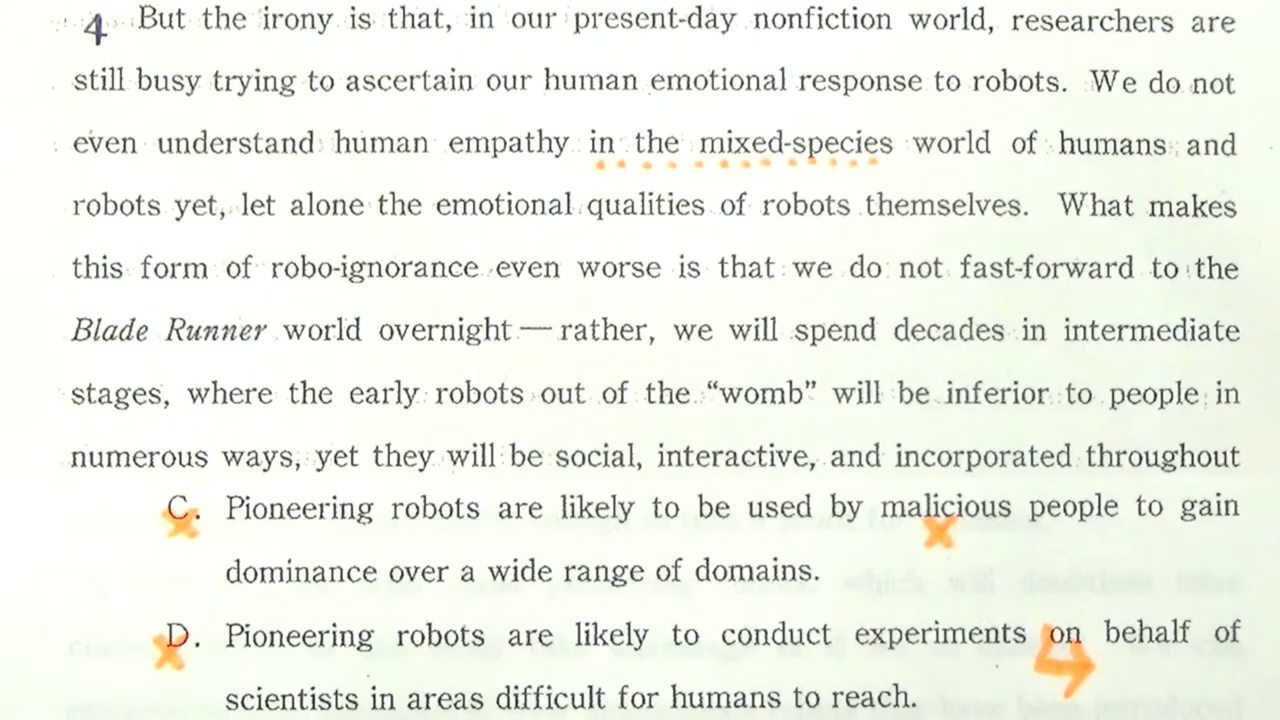 4 But the irony is that, in our present-day nonfiction world, researchers are
still busy trying to ascertain our human emotional response to robots. We do not
even understand human empathy in the mixed-species world of humans and
robots yet, let alone the emotional qualities of robots themselves. What makes
this form of robo-ignorance even worse is that we do not fast-forward to the
Blade Runner world overnight—rather, we will spend decades in intermediate
stages, where the early robots out of the “womb” will be inferior to people in
numerous ways, yet they will be social, interactive, and incorporated throughout
C. Pioneering robots are likely to be used by malicious people to gain
dominance over a wide range of domains.
D. Pioneering robots are likely to conduct experiments on behalf of
scientists in areas difficult for humans to reach.